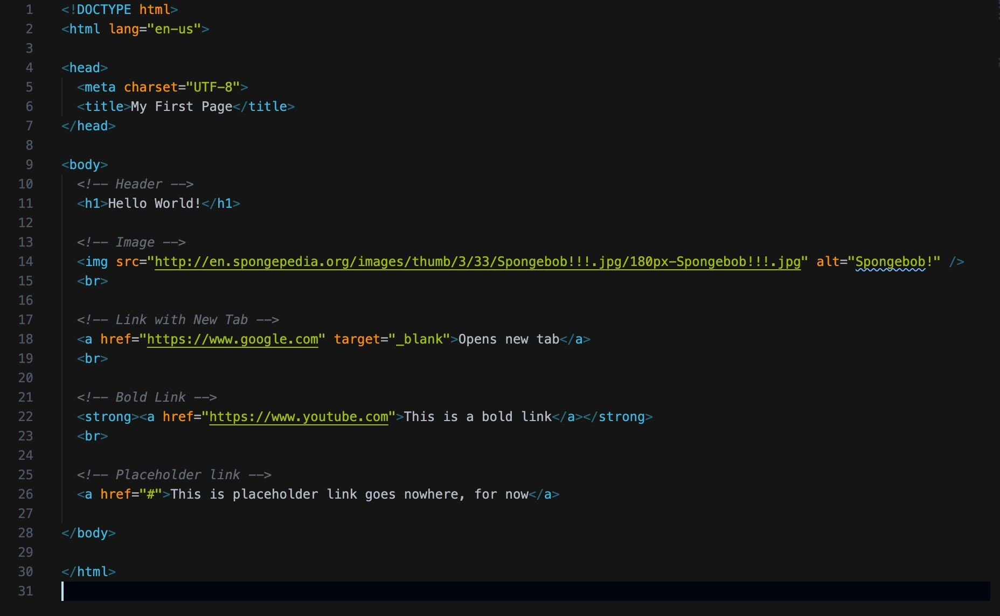 1 <!DOCTYPE html>
2 <html lang="en-us">
3
4 <head>
5 <meta charset="UTF-8">
6 <title>My First Page</title>
7 </head>
8
9 <body>
10 <!-- Header -->
11 <h1>Hello World!</h1>
12
13 <!-- Image -->
14 <img src="http://en.spongepedia.org/images/thumb/3/33/Spongebob!!!.jpg/180px-Spongebob!!!.jpg" alt="Spongebob!" />
15 <br>
16
17 <!-- Link with New Tab -->
18 <a href="https://www.google.com" target="_blank">Opens new tab</a>
19 <br>
20
21 <!-- Bold Link -->
22 <strong><a href="https://www.youtube.com">This is a bold link</a></strong>
23 <br>
24
25 <!-- Placeholder link -->
26 <a href="#">This is placeholder link goes nowhere, for now</a>
27
28 </body>
29
30 </html>
31